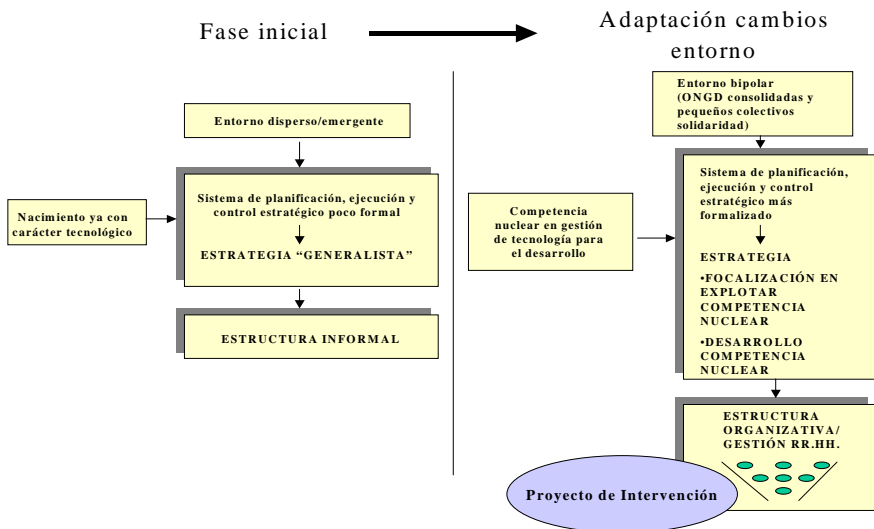 Fase inicial
Adaptación cambios
entorno
Entorno disperso/emergente
Nacimiento ya con
carácter tecnológico
Sistema de planificación, ejecución y
control estratégico poco formal
ESTRATEGIA “GENERALISTA”
ESTRUCTURA INFORMAL
Entorno bipolar
(ONGD consolidadas y
pequeños colectivos
solidaridad)
Competencia
nuclear en gestión
de tecnología para
el desarrollo
Sistema de planificación,
ejecución y control
estratégico más
formalizado
ESTRATEGIA
•FOCALIZACIÓN EN
EXPLOTAR
COMPETENCIA
NUCLEAR
•DESARROLLO
COMPETENCIA
NUCLEAR
ESTRUCTURA
ORGANIZATIVA/
GESTIÓN RR.HH.
Proyecto de Intervención